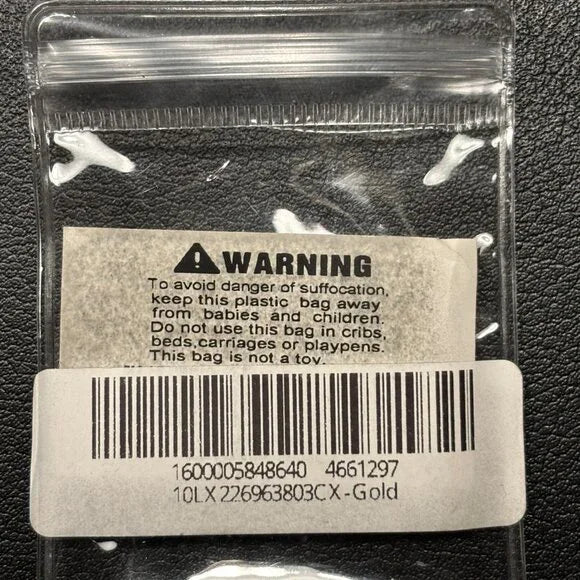 WARNING
To avoid danger of suffocation,
keep this plastic bag away
from babies and children.
Do not use this bag in cribs,
beds,carriages or playpens.
This bag is not a toy.
1600005848640 4661297
10LX226963803CX-Gold